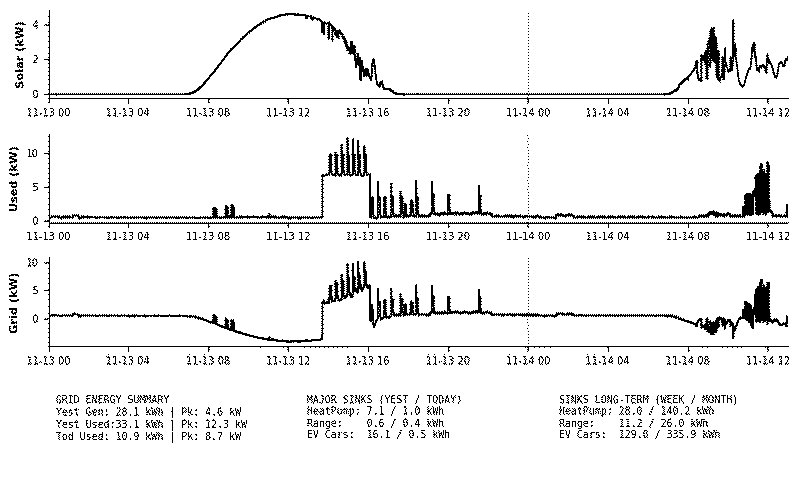 Solar (kW)
4
2
0
11-13 00 11-13 04 11-13 08 11-13 12 11-13 16 11-13 20 11-14 00 11-14 04 11-14 08 11-14 12
Used (kW)
10
5
0
11-13 00 11-13 04 11-13 08 11-13 12 11-13 16 11-13 20 11-14 00 11-14 04 11-14 08 11-14 12
Grid (kW)
10
5
0
11-13 00 11-13 04 11-13 08 11-13 12 11-13 16 11-13 20 11-14 00 11-14 04 11-14 08 11-14 12
GRID ENERGY SUMMARY
Yest Gen: 28.1 kWh | Pk: 4.6 kW
Yest Used:33.1 kWh | Pk: 12.3 kW
Tod Used: 10.9 kWh | Pk: 8.7 kW
MAJOR SINKS (YEST / TODAY)
HeatPump: 7.1 / 1.0 kWh
Range: 0.6 / 0.4 kWh
EV Cars: 16.1 / 0.5 kWh
SINKS LONG-TERM (WEEK / MONTH)
HeatPump: 28.0 / 140.2 kWh
Range: 11.2 / 26.0 kWh
EV Cars: 129.0 / 335.9 kWh